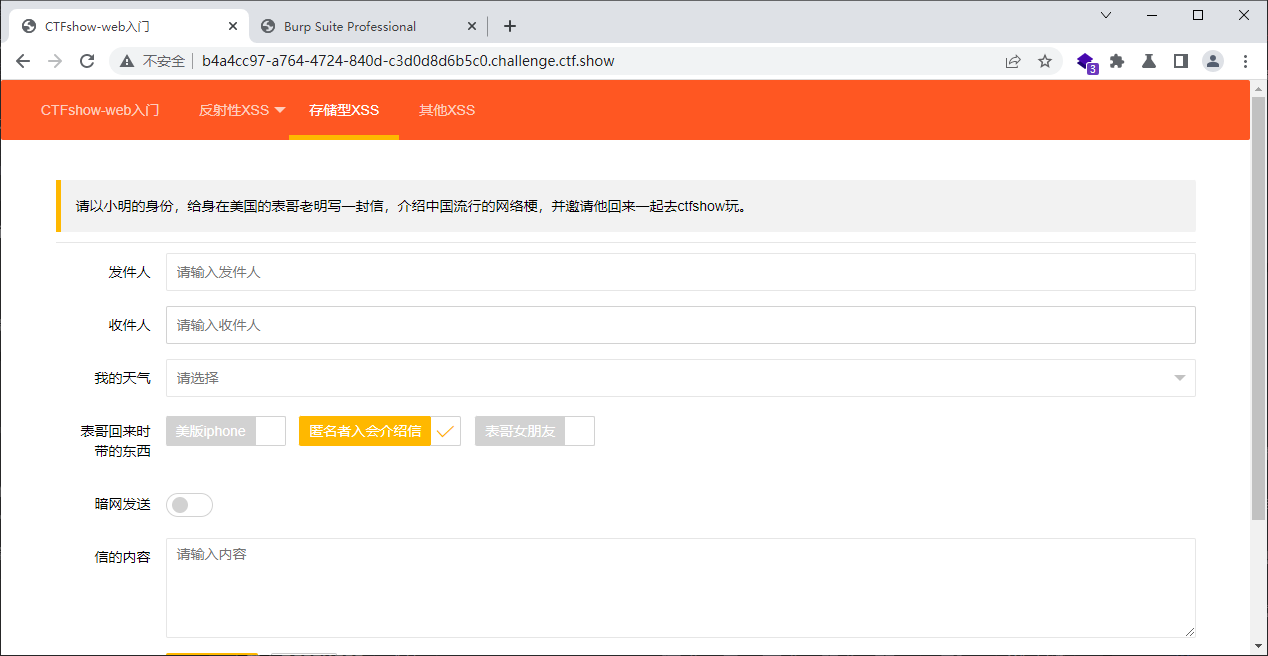 CTFshow-web入门
Burp Suite Professional
不安全 b4a4cc97-a764-4724-840d-c3d0d8d6b5c0.challenge.ctf.show
3
CTFshow-web入门 反射性XSS 存储型XSS 其他XSS
请以小明的身份，给身在美国的表哥老明写一封信，介绍中国流行的网络梗，并邀请他回来一起去ctfshow玩。
发件人 请输入发件人
收件人 请输入收件人
我的天气 请选择
表哥回来时 美版iphone 匿名者入会介绍信 表哥女朋友
带的东西
暗网发送
信的内容 请输入内容